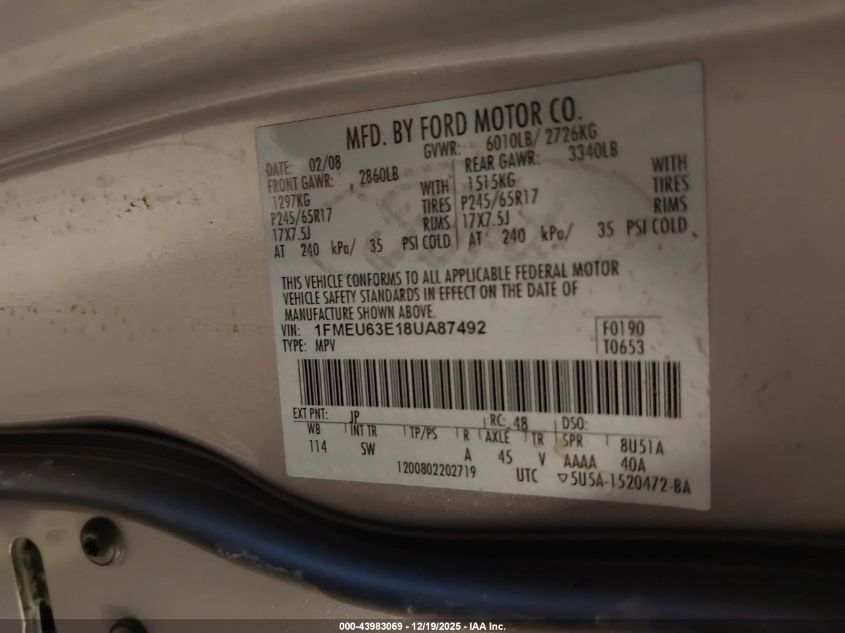 MFD. BY FORD MOTOR CO.
DATE: 02/08 GVWR: 6010LB/ 2726KG
FRONT GAWR: 2860LB REAR GAWR: 3340LB
1297KG WITH 1515KG WITH
P245/65R17 TIRES P245/65R17 TIRES
17X7.5J RIMS 17X7.5J RIMS
AT 240 kPa/ 35 PSI COLD AT 240 kPa/ 35 PSI COLD
THIS VEHICLE CONFORMS TO ALL APPLICABLE FEDERAL MOTOR
VEHICLE SAFETY STANDARDS IN EFFECT ON THE DATE OF
MANUFACTURE SHOWN ABOVE.
VIN: 1FMEU63E18UA87492 F0190
TYPE: MPV T0653
EXT PNT: JP RC: 48 DSO:
WB INT TR TP/PS R AXLE TR SPR 8U51A
114 SW A 45 V AAAA 40A
1200802202719 UTC ▽5U5A-1520472-BA
000-43983069 - 12/19/2025 - IAA Inc.